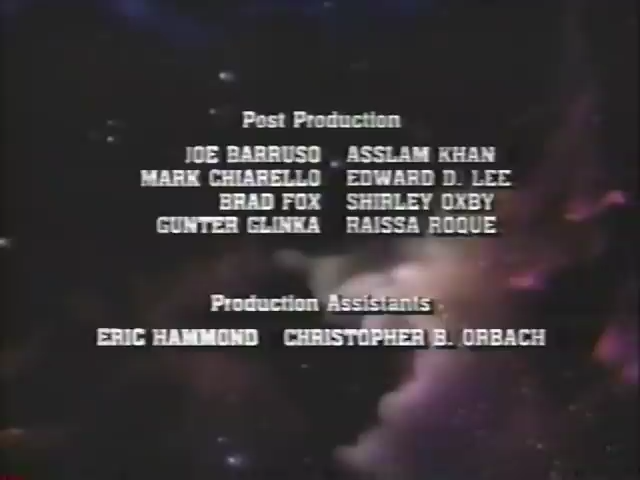 Post Production
JOE BARRUSO ASSLAM KHAN
MARK CHIARELLO EDWARD D. LEE
BRAD FOX SHIRLEY OXBY
GUNTER GLINKA RAISSA ROQUE
Production Assistants
ERIC HAMMOND CHRISTOPHER B. ORBACH